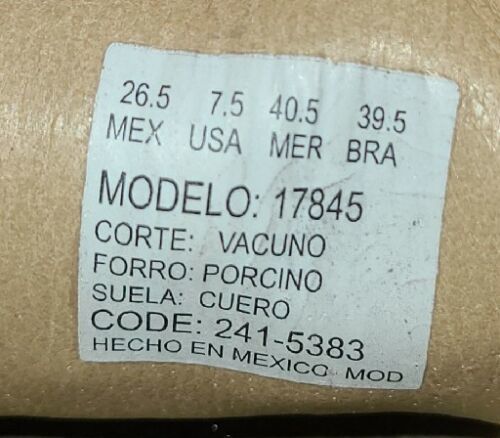 26.5 7.5 40.5 39.5
MEX USA MER BRA
MODELO: 17845
CORTE: VACUNO
FORRO: PORCINO
SUELA: CUERO
CODE: 241-5383
HECHO EN MEXICO MOD